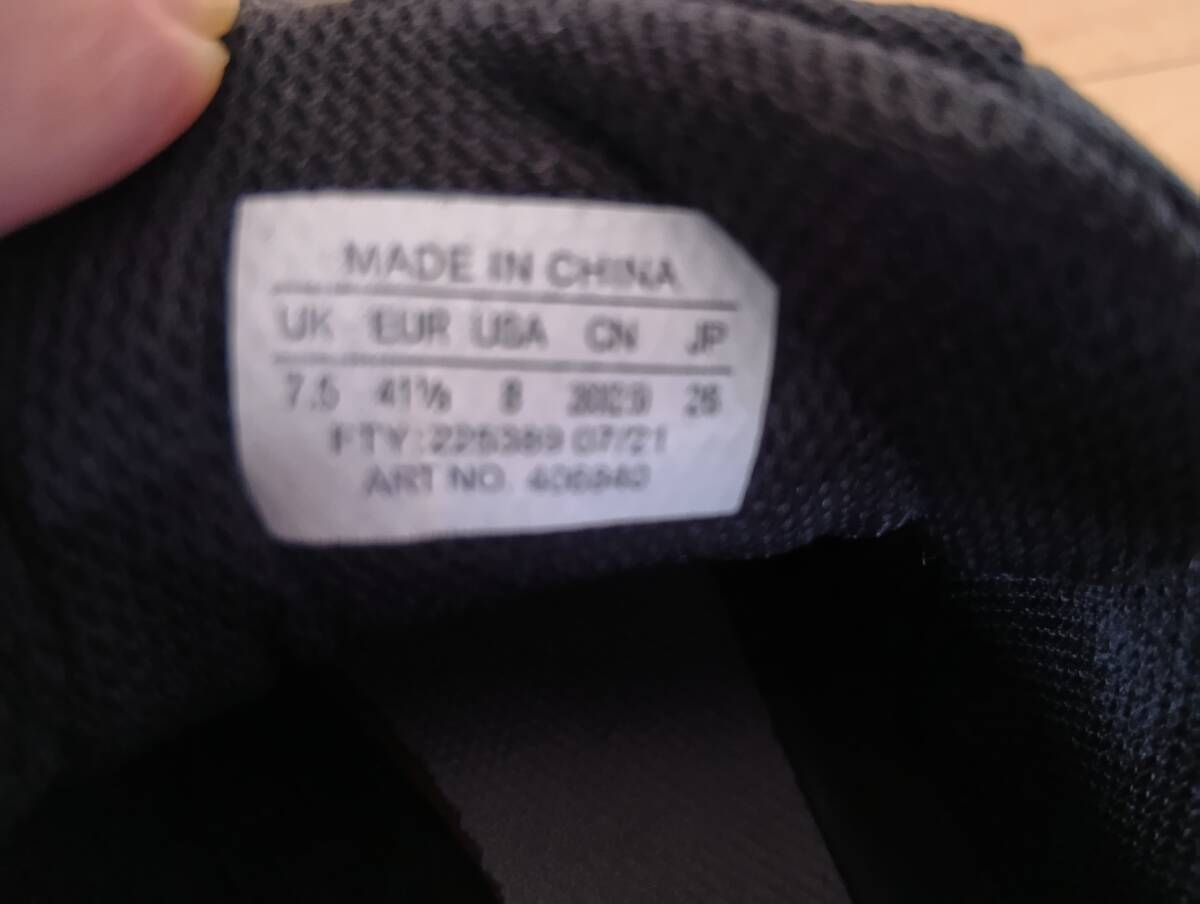 MADE IN CHINA
UK EUR USA CN JP
7.5 41⅓ 8 26
FTY: 07/21
ART NO.